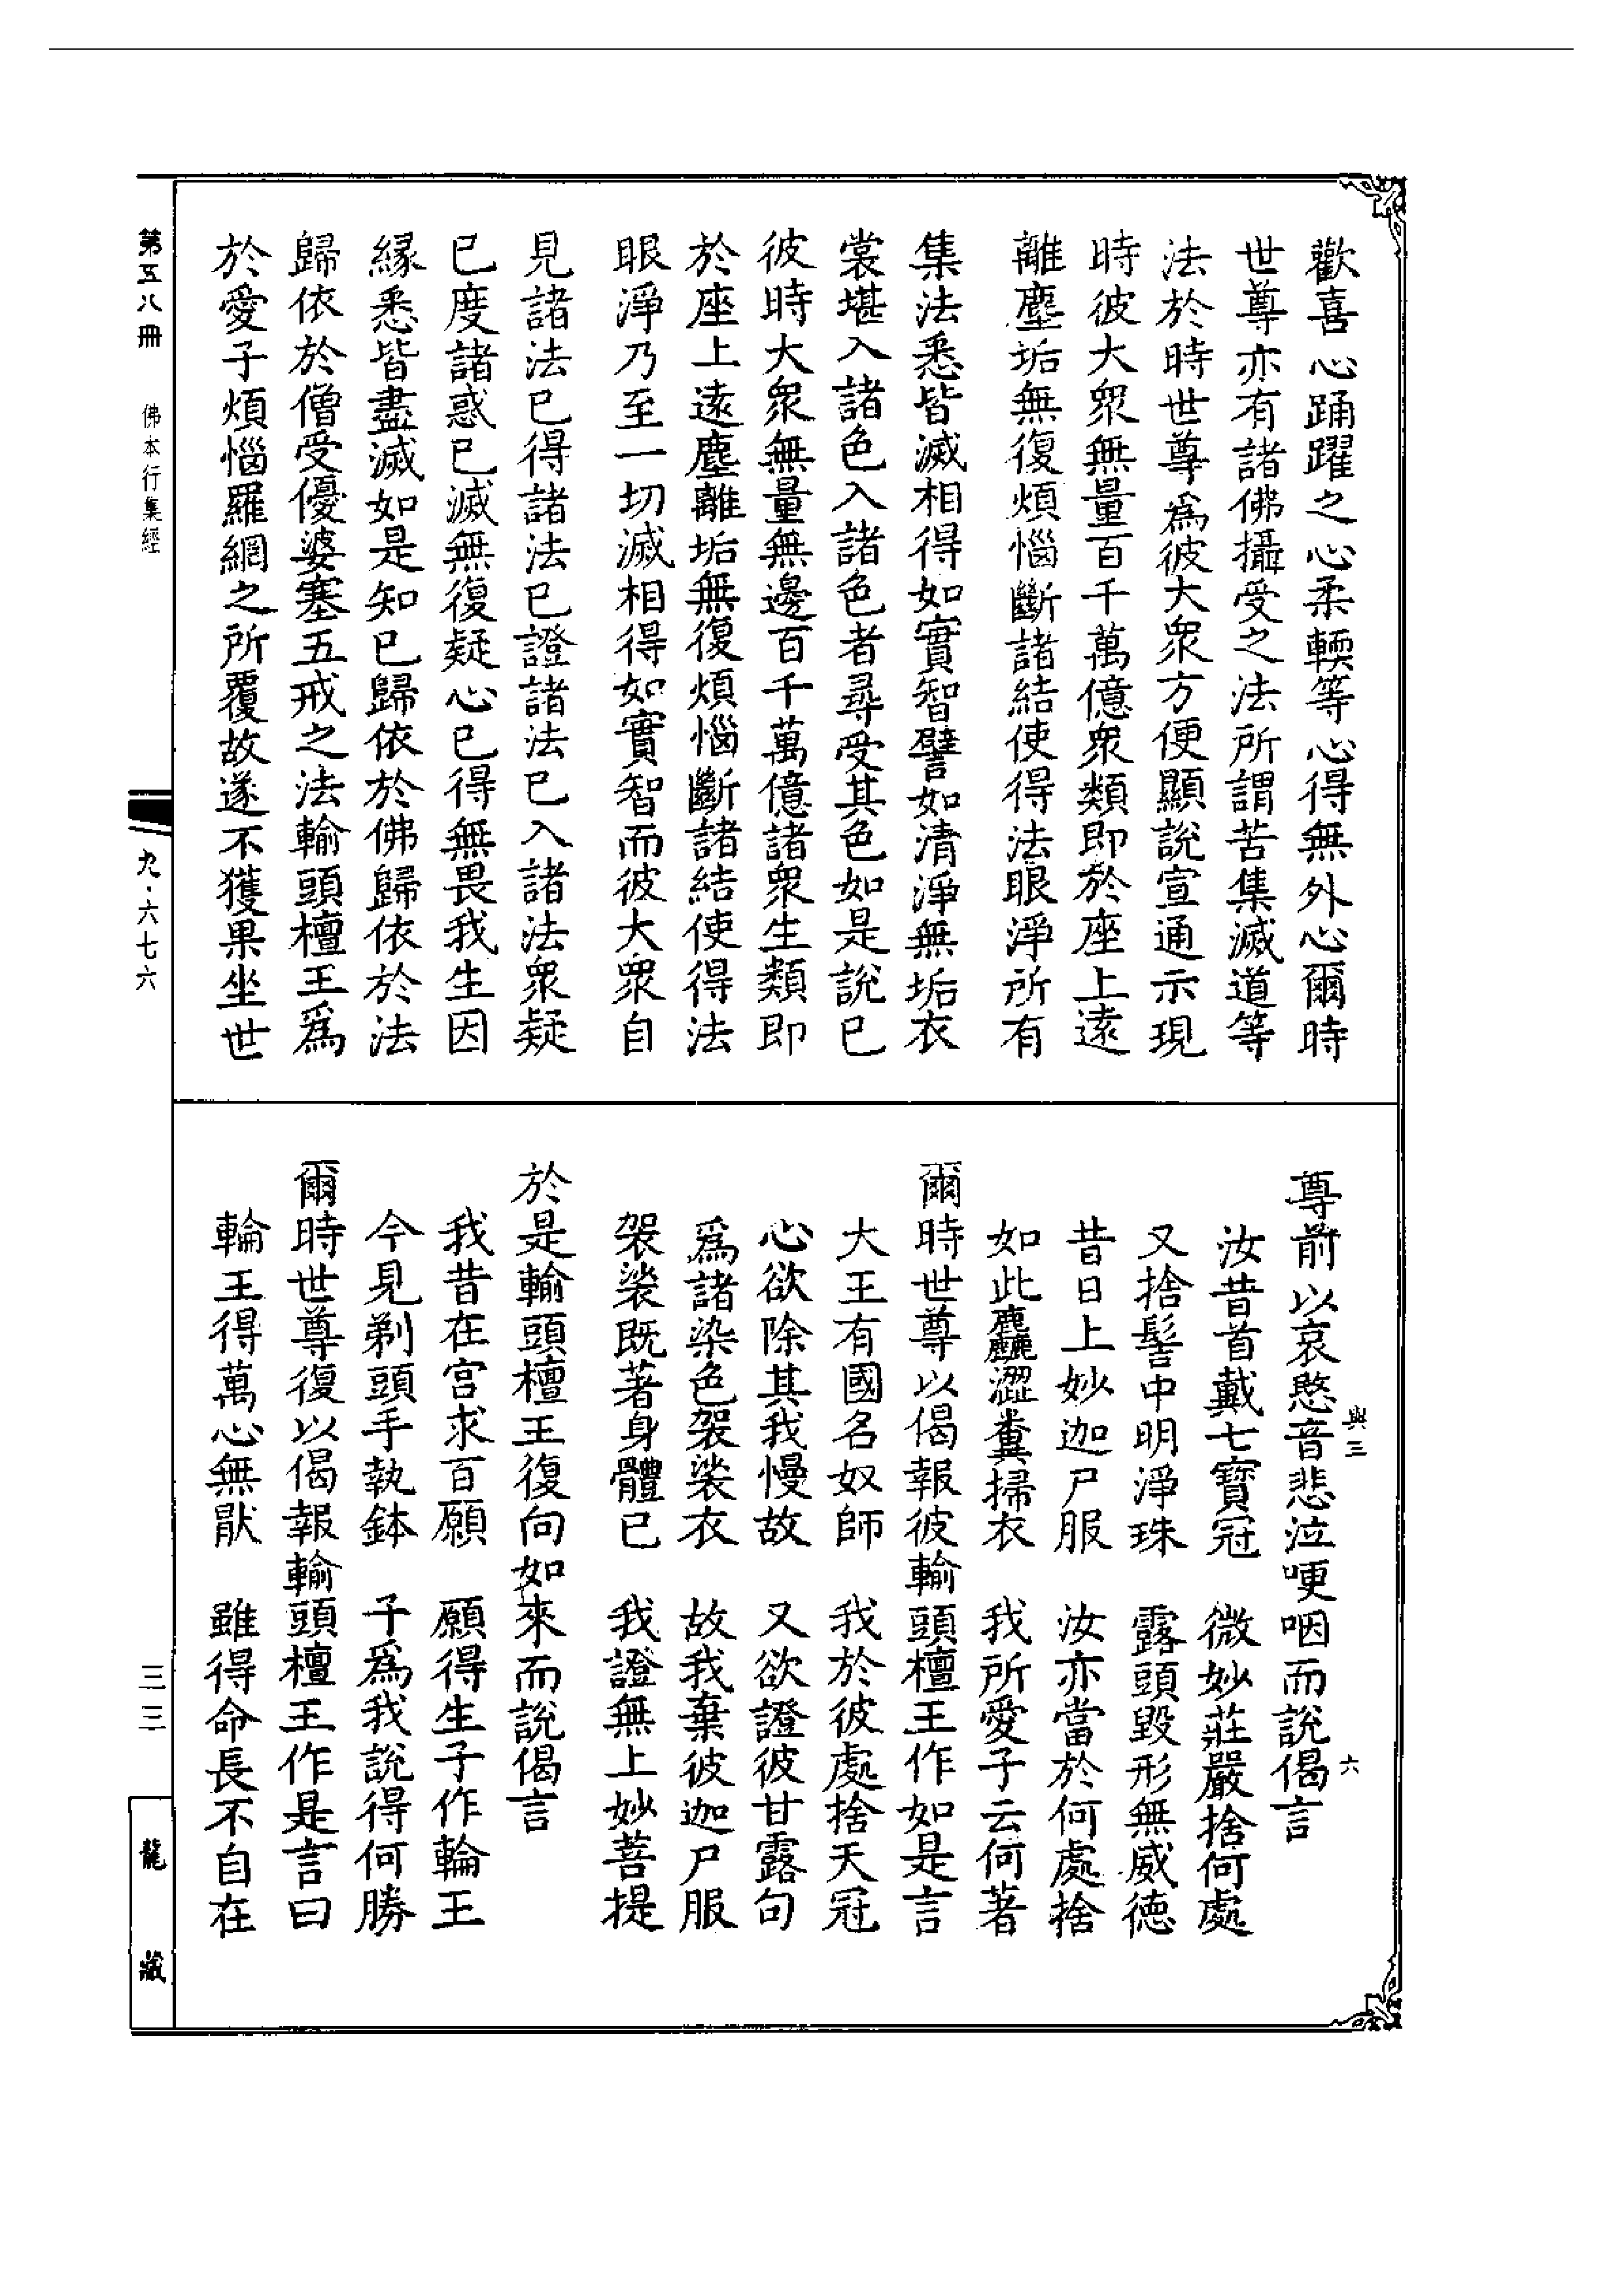 歡喜心踊躍之心柔輭等心得無外心爾時
世尊亦有諸佛攝受之法所謂苦集滅道等
法於時世尊為彼大衆方便顯說宣通示現
時彼大衆無量百千萬億衆類即於座上遠
離塵垢無復煩惱斷諸結使得法眼淨所有
集法悉皆滅相得如實智譬如清淨無垢衣
裳堪入諸色入諸色者尋受其色如是說已
彼時大衆無量無邊百千萬億諸衆生類即
於座上遠塵離垢無復煩惱斷諸結使得法
眼淨乃至一切滅相得如實智而彼大衆自
見諸法已得諸法已證諸法已入諸法衆疑
已度諸惑已滅無復疑心已得無畏我生因
緣悉皆盡滅如是知已歸依於佛歸依於法
歸依於僧受優婆塞五戒之法輸頭檀王爲
於愛子煩惱羅網之所覆故遂不獲果坐世
尊前以哀愍音悲泣哽咽而說偈言
汝昔首戴七寶冠　微妙莊嚴捨何處
又捨髻中明淨珠　露頭毀形無威德
昔日上妙迦尸服　汝亦當於何處捨
如此麤澀糞掃衣　我所愛子云何著
爾時世尊以偈報彼輸頭檀王作如是言
大王有國名奴師　我於彼處捨天冠
心欲除其我慢故　又欲證彼甘露句
爲諸染色袈裟衣　故我棄彼迦尸服
袈裟既著身體已　我證無上妙菩提
於是輸頭檀王復向如來而說偈言
我昔在宮求百願　願得生子作輪王
今見剃頭手執鉢　子爲我說得何勝
爾時世尊復以偈報輸頭檀王作是言曰
輪王得萬心無猒　雖得命長不自在
與三
六
第五八冊　佛本行集經
九·六七六
三三
龍藏